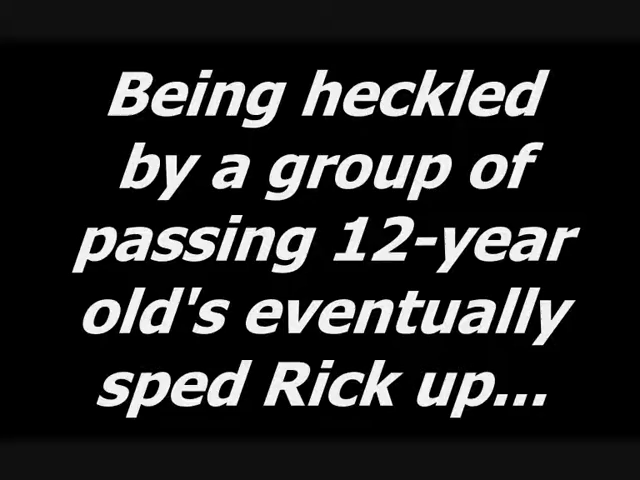 Being heckled
by a group of
passing 12-year
old's eventually
sped Rick up...